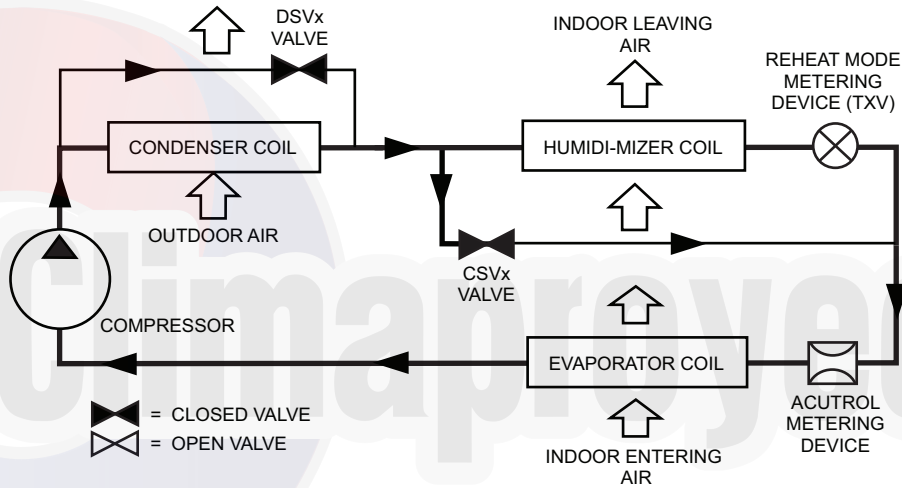 DSVx
VALVE
INDOOR LEAVING
AIR
REHEAT MODE
METERING
DEVICE (TXV)
CONDENSER COIL
HUMIDI-MIZER COIL
OUTDOOR AIR
CSVx
VALVE
COMPRESSOR
EVAPORATOR COIL
ACUTROL
METERING
DEVICE
= CLOSED VALVE
= OPEN VALVE
INDOOR ENTERING
AIR
Climaproyec